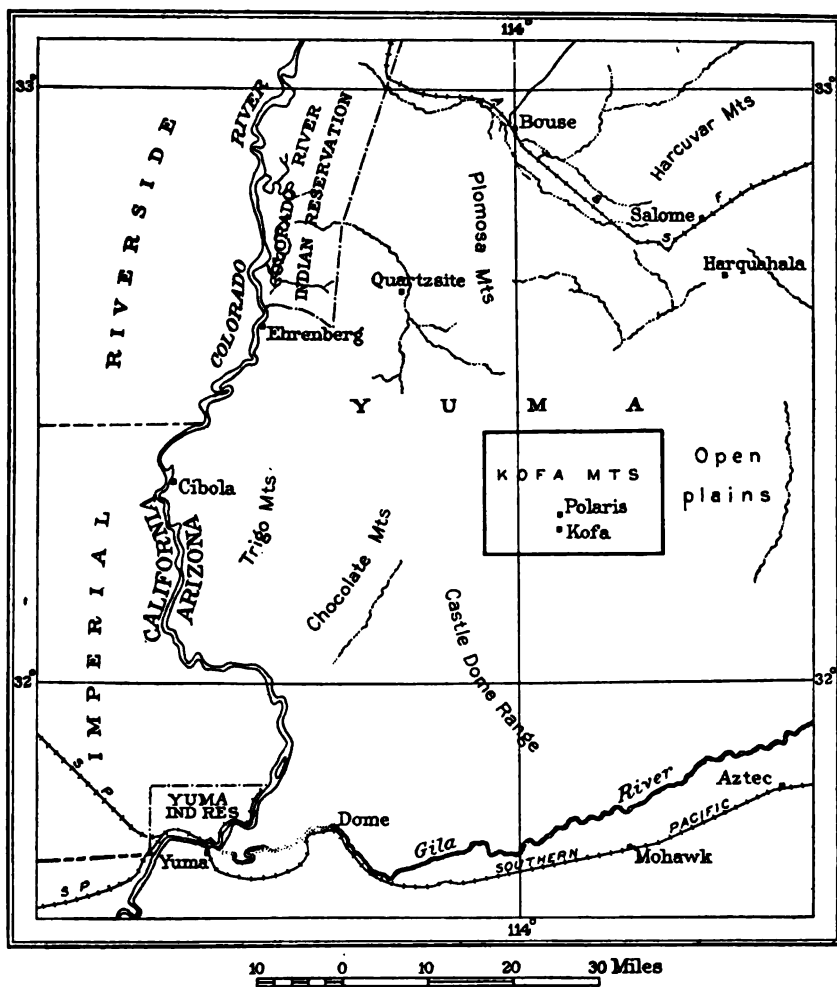 114°
33°
33°
RIVERSIDE
RIVER
COLORADO
COLORADO RIVER
INDIAN RESERVATION
A
Bouse
Harcuvar Mts
Plomosa Mts
&
Salome
S
F
Harquahala
Quartzsite
Ehrenberg
YUMA
KOFA MTS
Polaris
Kofa
Open
plains
Cibola
Trigo Mts
CALIFORNIA
ARIZONA
Chocolate Mts
Castle Dome Range
IMPERIAL
32°
32°
S P
YUMA
IND RES
Dome
Yuma
Gila
River
Aztec
SOUTHERN
PACIFIC
Mohawk
S P
114°
10 0 10 20 30 Miles